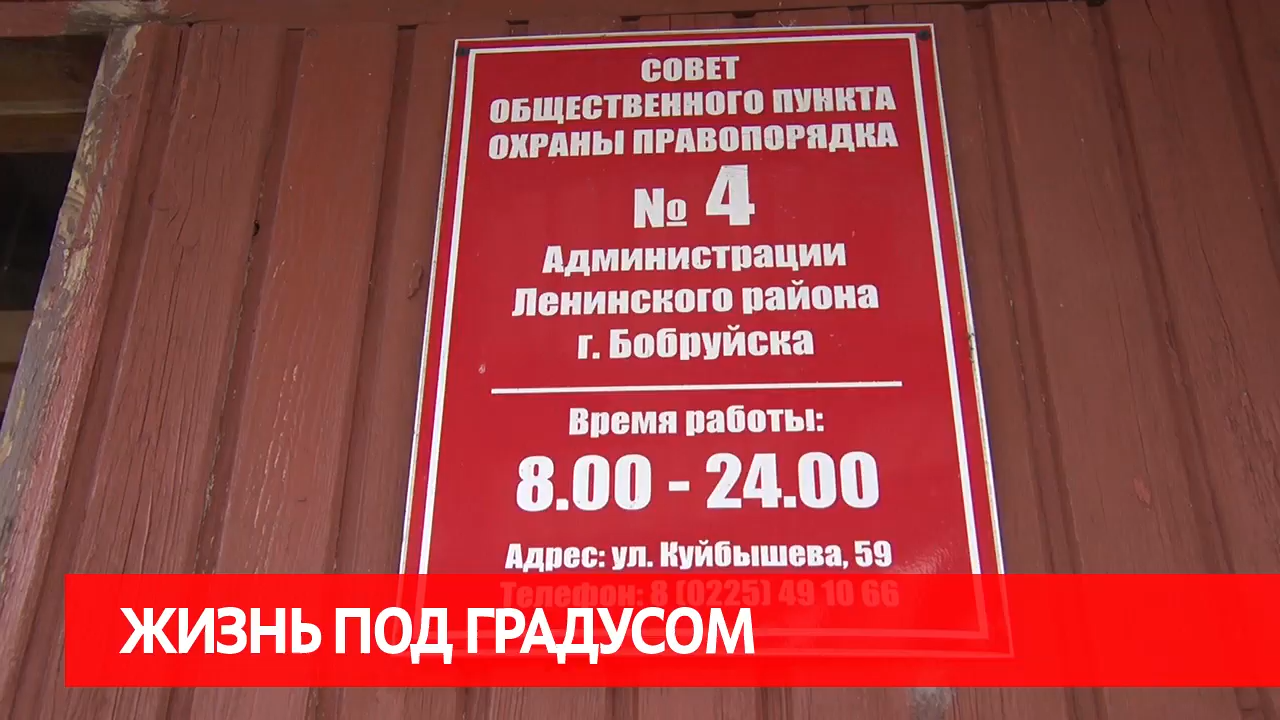 СОВЕТ
ОБЩЕСТВЕННОГО ПУНКТА
ОХРАНЫ ПРАВОПОРЯДКА
№ 4
Администрации
Ленинского района
г. Бобруйска
Время работы:
8.00 - 24.00
Адрес: ул. Куйбышева, 59
Телефон: 8 (0225) 49 10 66
ЖИЗНЬ ПОД ГРАДУСОМ